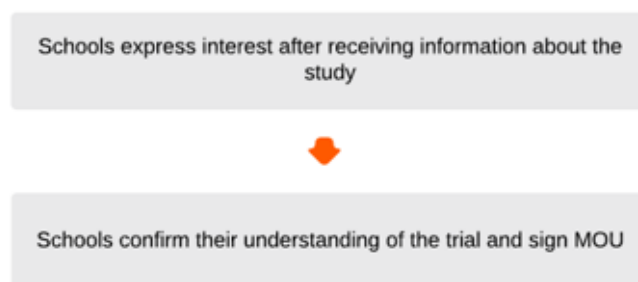 Schools express interest after receiving information about the
study
Schools confirm their understanding of the trial and sign MOU